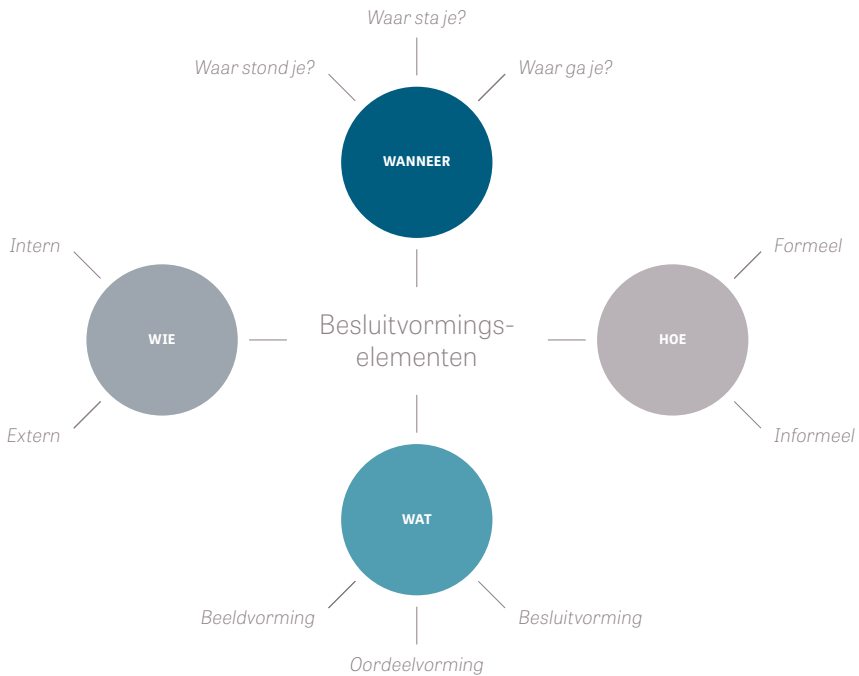 Waar sta je?
Waar stond je?
Waar ga je?
WANNEER
Intern
Formeel
WIE
Besluitvormings-
elementen
HOE
Extern
Informeel
WAT
Beeldvorming
Besluitvorming
Oordeelvorming